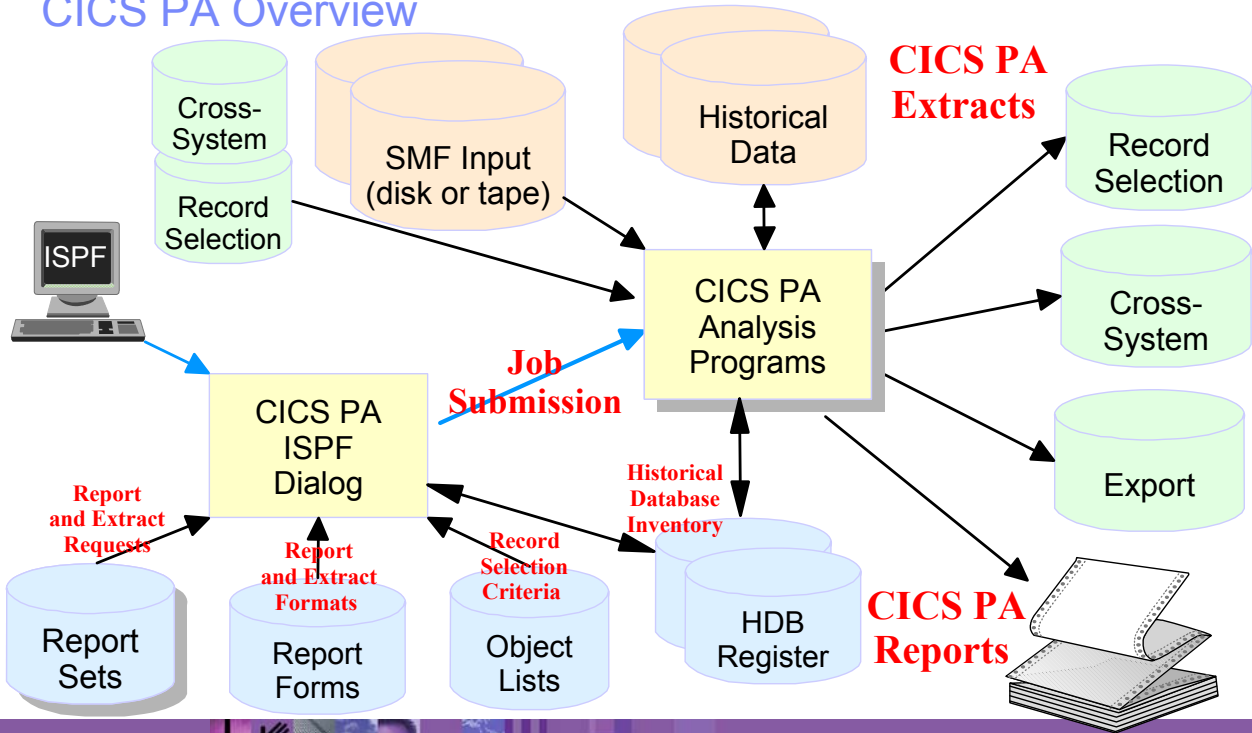 CICS PA Overview
Cross-
System
Record
Selection
SMF Input
(disk or tape)
Historical
Data
CICS PA
Extracts
Record
Selection
ISPF
CICS PA
Analysis
Programs
Cross-
System
Job
Submission
CICS PA
ISPF
Dialog
Export
Report
and Extract
Requests
Report
and Extract
Formats
Record
Selection
Criteria
Historical
Database
Inventory
Report
Sets
Report
Forms
Object
Lists
HDB
Register
CICS PA
Reports